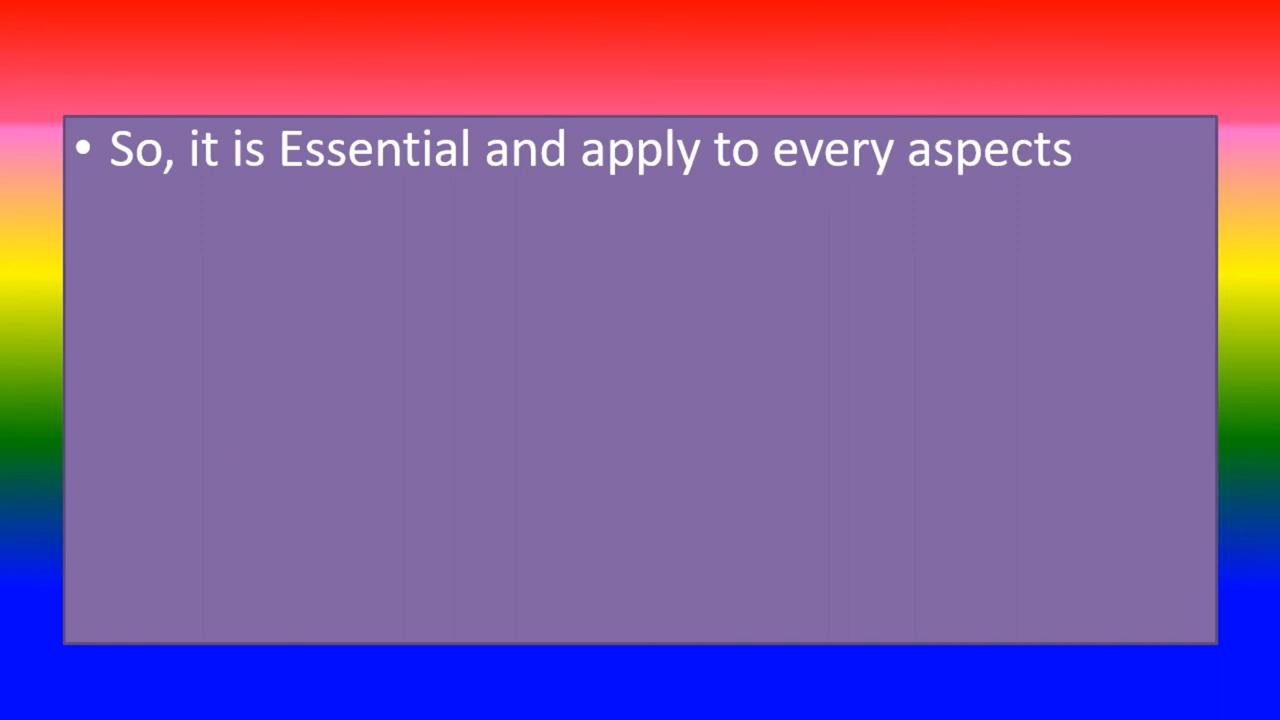 • So, it is Essential and apply to every aspects